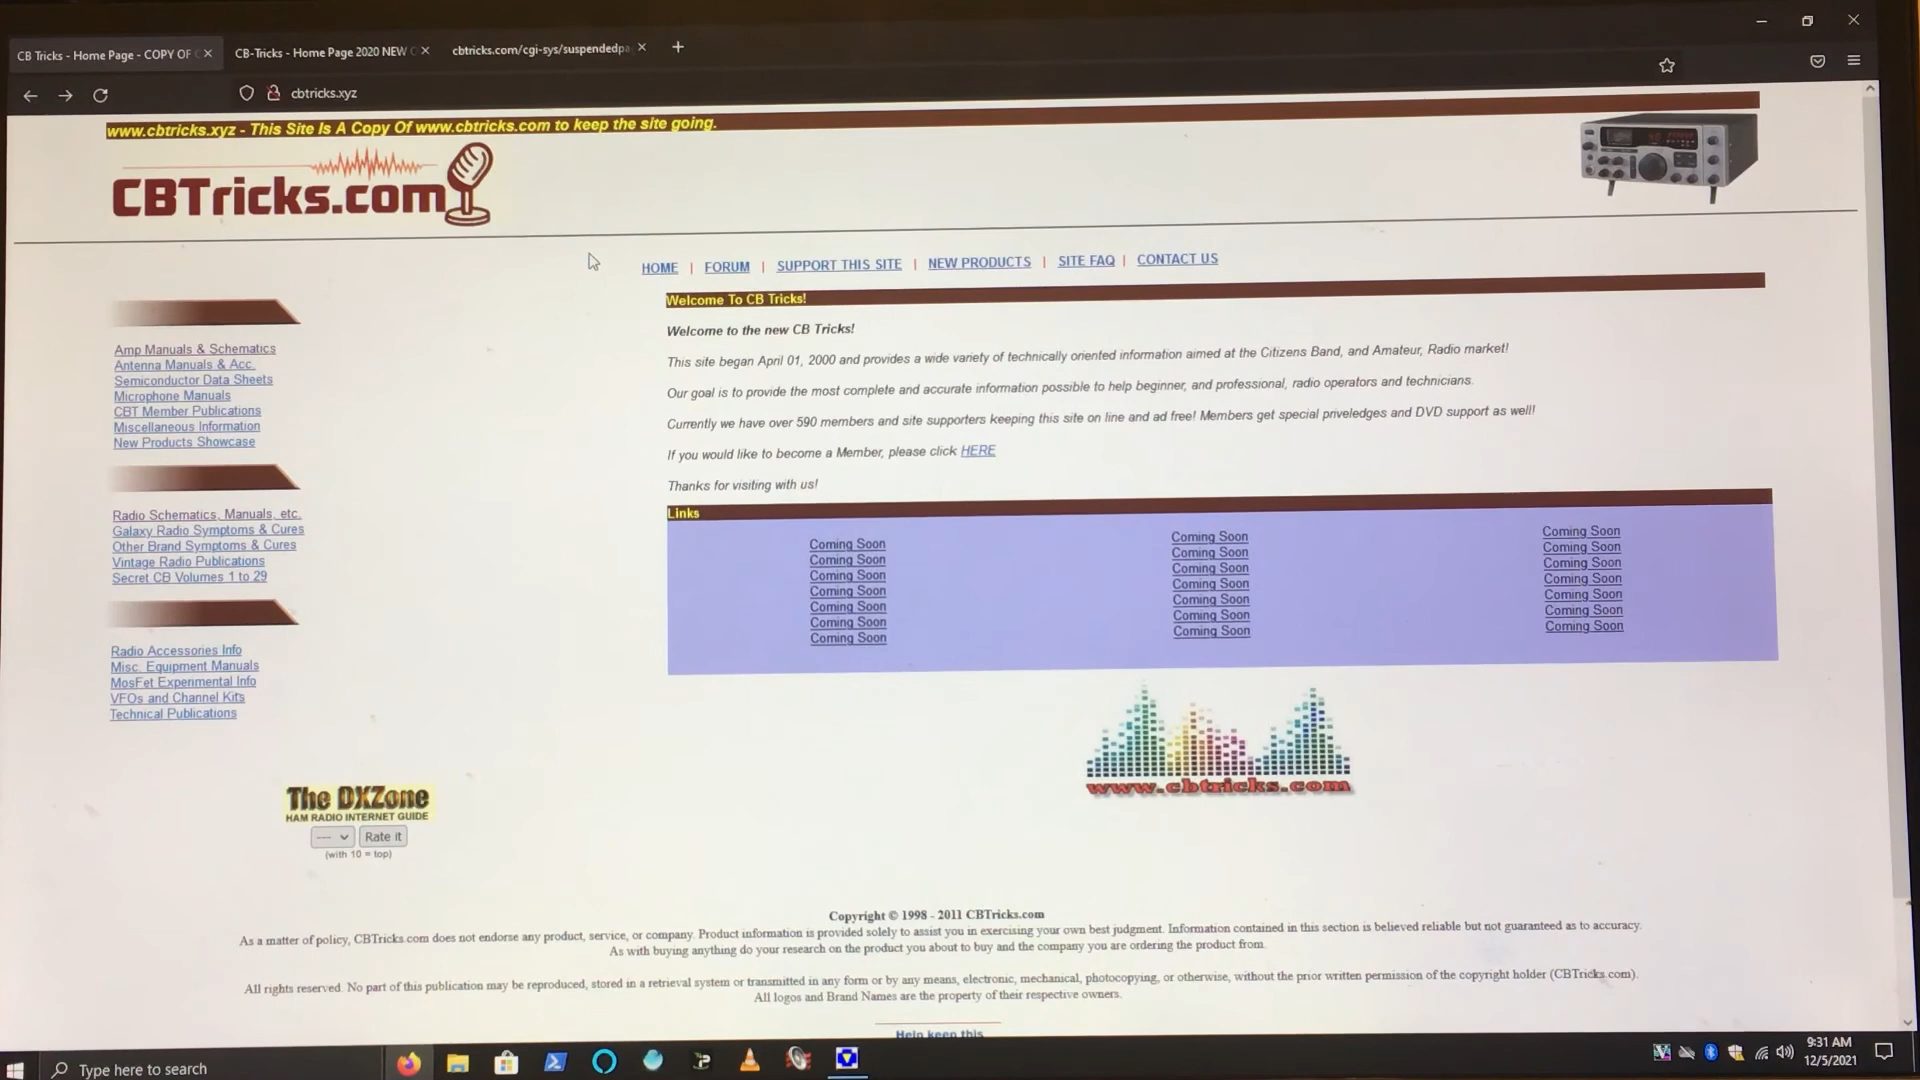 CB Tricks - Home Page - COPY OF
CB-Tricks - Home Page 2020 NEW
cbtricks.com/cgi-sys/suspendedpa
cbtricks.xyz
www.cbtricks.xyz - This Site Is A Copy Of www.cbtricks.com to keep the site going.
CBTricks.com
HOME | FORUM | SUPPORT THIS SITE | NEW PRODUCTS | SITE FAQ | CONTACT US
Amp Manuals & Schematics
Antenna Manuals & Acc.
Semiconductor Data Sheets
Microphone Manuals
CBT Member Publications
Miscellaneous Information
New Products Showcase
Radio Schematics, Manuals, etc.
Galaxy Radio Symptoms & Cures
Other Brand Symptoms & Cures
Vintage Radio Publications
Secret CB Volumes 1 to 29
Radio Accessories Info
Misc. Equipment Manuals
MosFet Experimental Info
VFOs and Channel Kits
Technical Publications
The DXZone
HAM RADIO INTERNET GUIDE
--- Rate it
(with 10 = top)
Welcome To CB Tricks!
Welcome to the new CB Tricks!
This site began April 01, 2000 and provides a wide variety of technically oriented information aimed at the Citizens Band, and Amateur, Radio market!
Our goal is to provide the most complete and accurate information possible to help beginner, and professional, radio operators and technicians.
Currently we have over 590 members and site supporters keeping this site on line and ad free! Members get special priveledges and DVD support as well!
If you would like to become a Member, please click HERE
Thanks for visiting with us!
Links
Coming Soon Coming Soon Coming Soon
Coming Soon Coming Soon Coming Soon
Coming Soon Coming Soon Coming Soon
Coming Soon Coming Soon Coming Soon
Coming Soon Coming Soon Coming Soon
Coming Soon Coming Soon Coming Soon
Coming Soon Coming Soon Coming Soon
www.cbtricks.com
Copyright © 1998 - 2011 CBTricks.com
As a matter of policy, CBTricks.com does not endorse any product, service, or company. Product information is provided solely to assist you in exercising your own best judgment. Information contained in this section is believed reliable but not guaranteed as to accuracy.
As with buying anything do your research on the product you about to buy and the company you are ordering the product from.
All rights reserved. No part of this publication may be reproduced, stored in a retrieval system or transmitted in any form or by any means, electronic, mechanical, photocopying, or otherwise, without the prior written permission of the copyright holder (CBTricks.com).
All logos and Brand Names are the property of their respective owners.
Help keep this
Type here to search
9:31 AM
12/5/2021